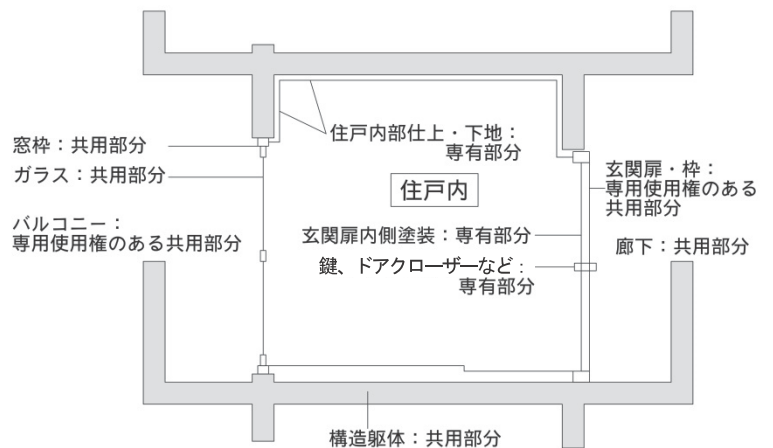 窓枠：共用部分
ガラス：共用部分
バルコニー：
専用使用権のある共用部分
住戸内部仕上・下地：
専有部分
住戸内
玄関扉内側塗装：専有部分
鍵、ドアクローザーなど：
専有部分
玄関扉・枠：
専用使用権のある
共用部分
廊下：共用部分
構造躯体：共用部分